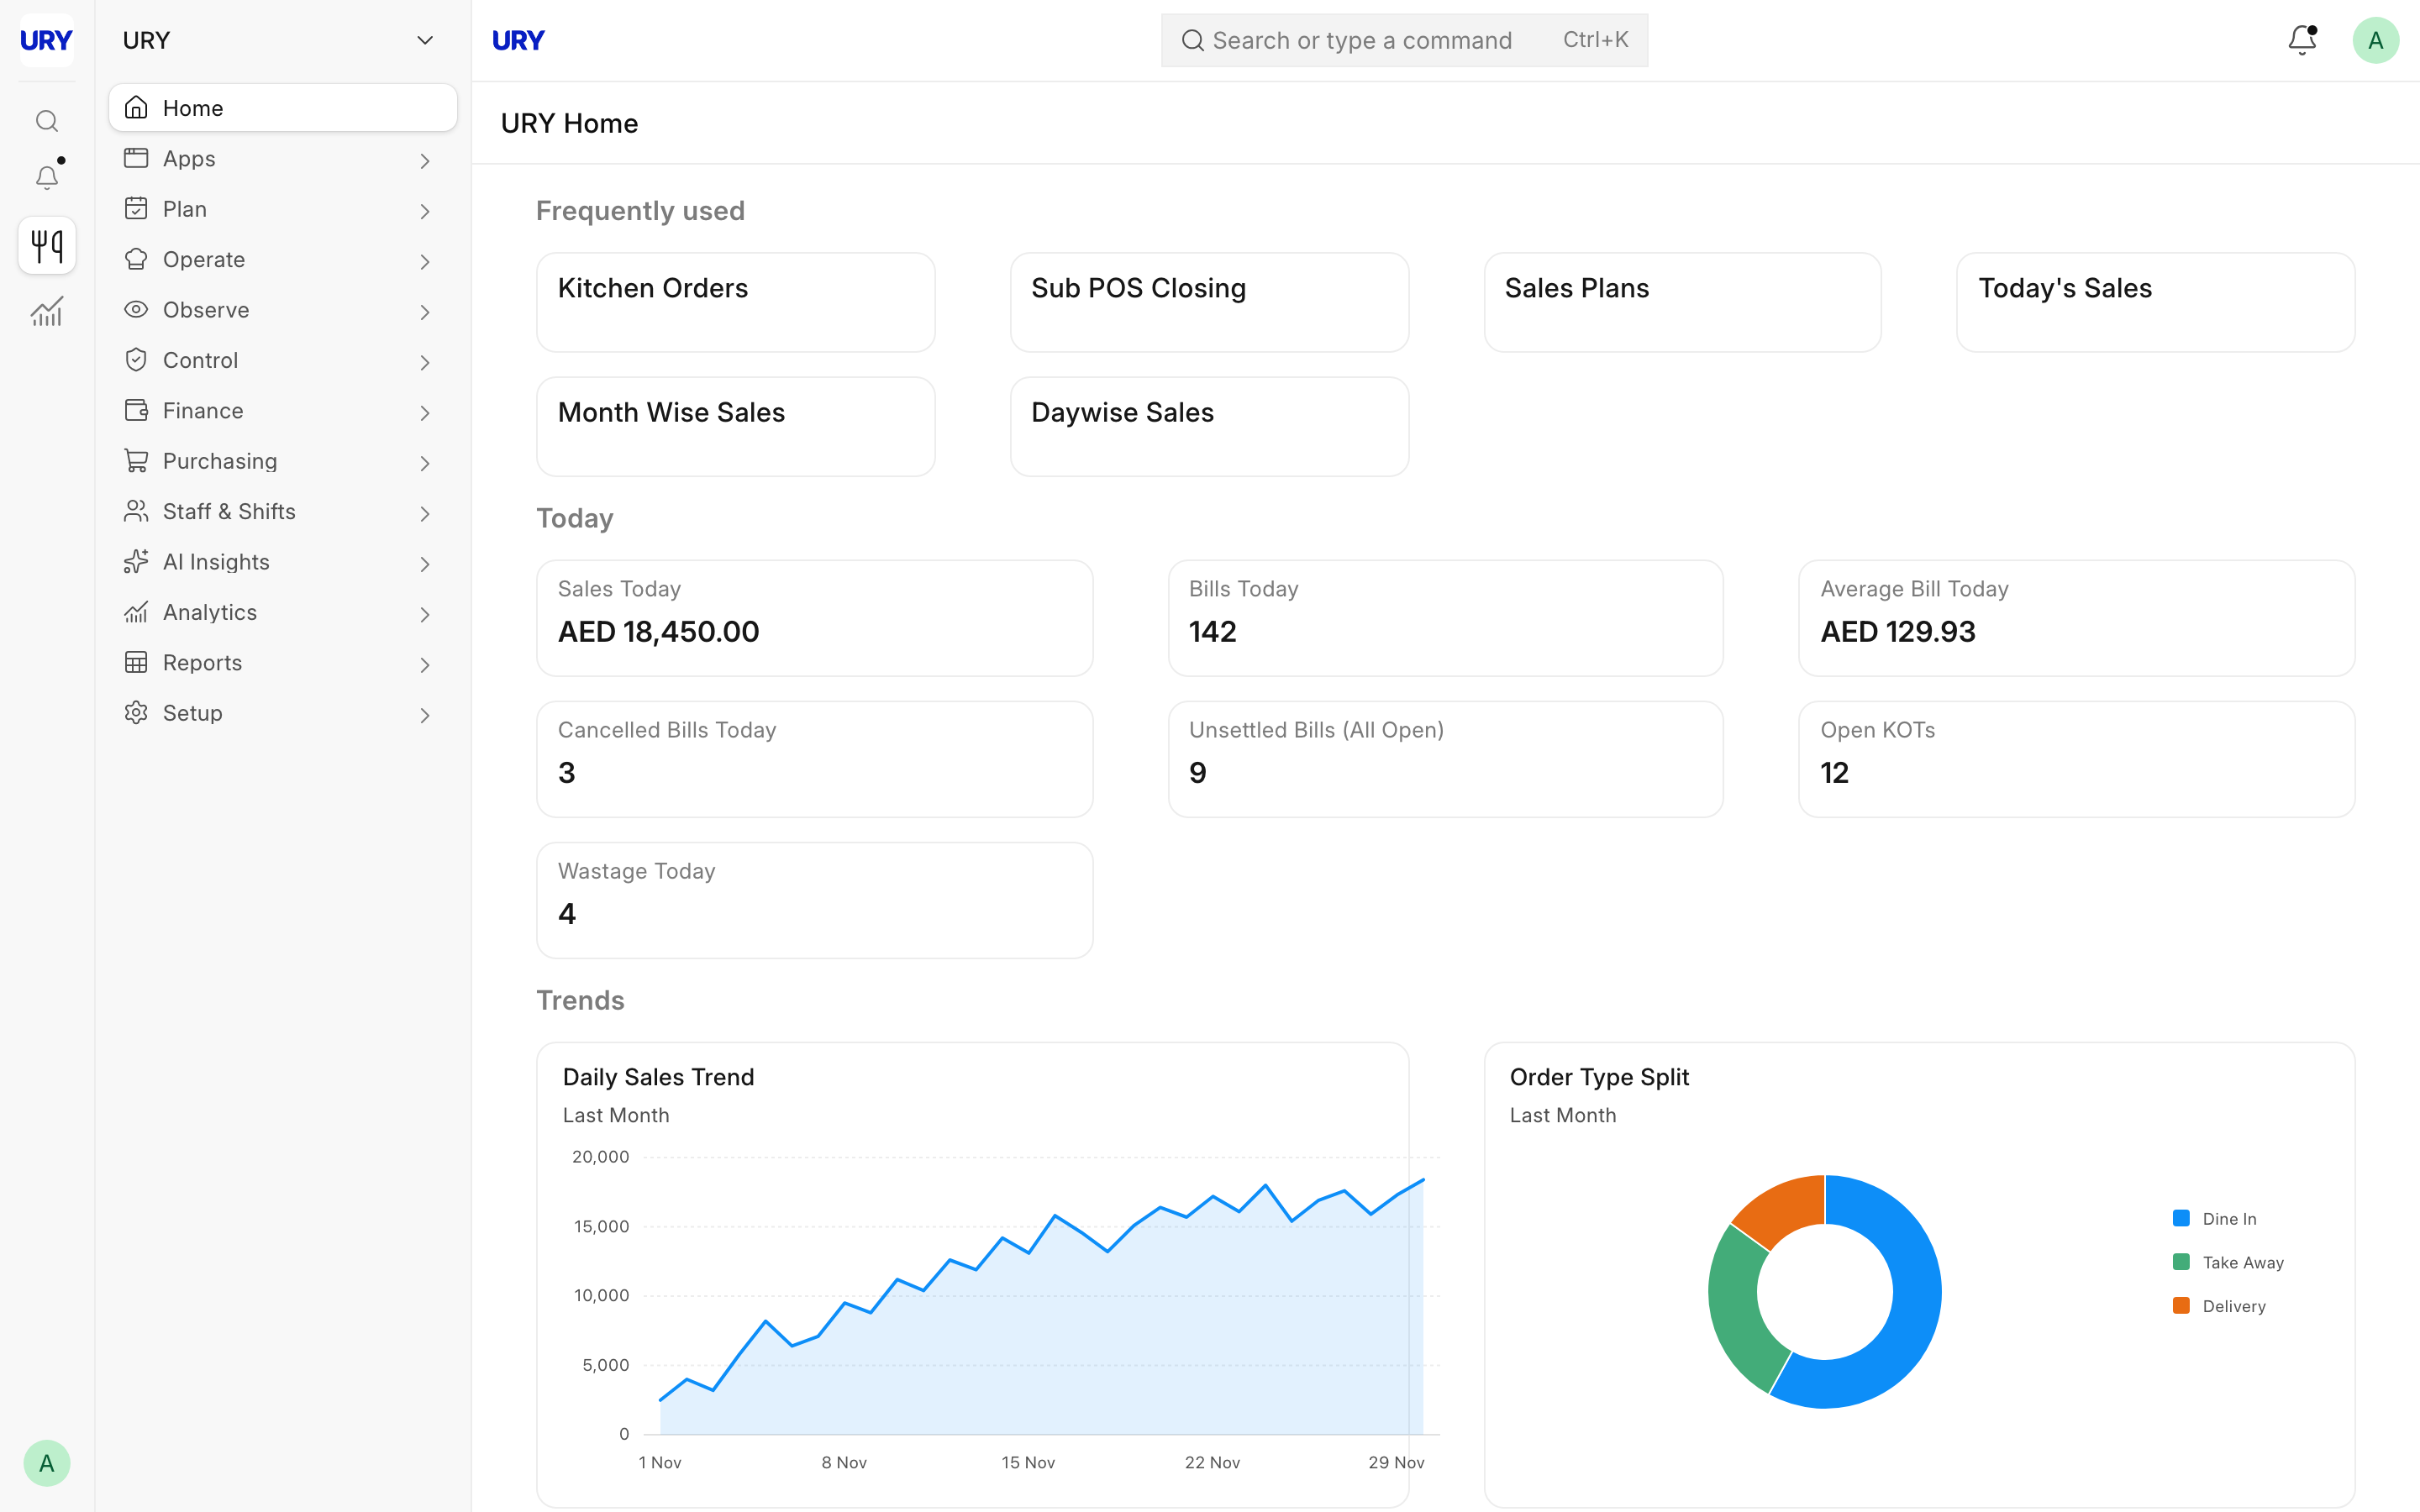 URY
A
URY
Home
Apps
Plan
Operate
Observe
Control
Finance
Purchasing
Staff & Shifts
AI Insights
Analytics
Reports
Setup
URY
Search or type a command Ctrl+K
A
URY Home
Frequently used
Kitchen Orders
Sub POS Closing
Sales Plans
Today's Sales
Month Wise Sales
Daywise Sales
Today
Sales Today
AED 18,450.00
Bills Today
142
Average Bill Today
AED 129.93
Cancelled Bills Today
3
Unsettled Bills (All Open)
9
Open KOTs
12
Wastage Today
4
Trends
Daily Sales Trend
Last Month
20,000
15,000
10,000
5,000
0
1 Nov 8 Nov 15 Nov 22 Nov 29 Nov
Order Type Split
Last Month
Dine In
Take Away
Delivery